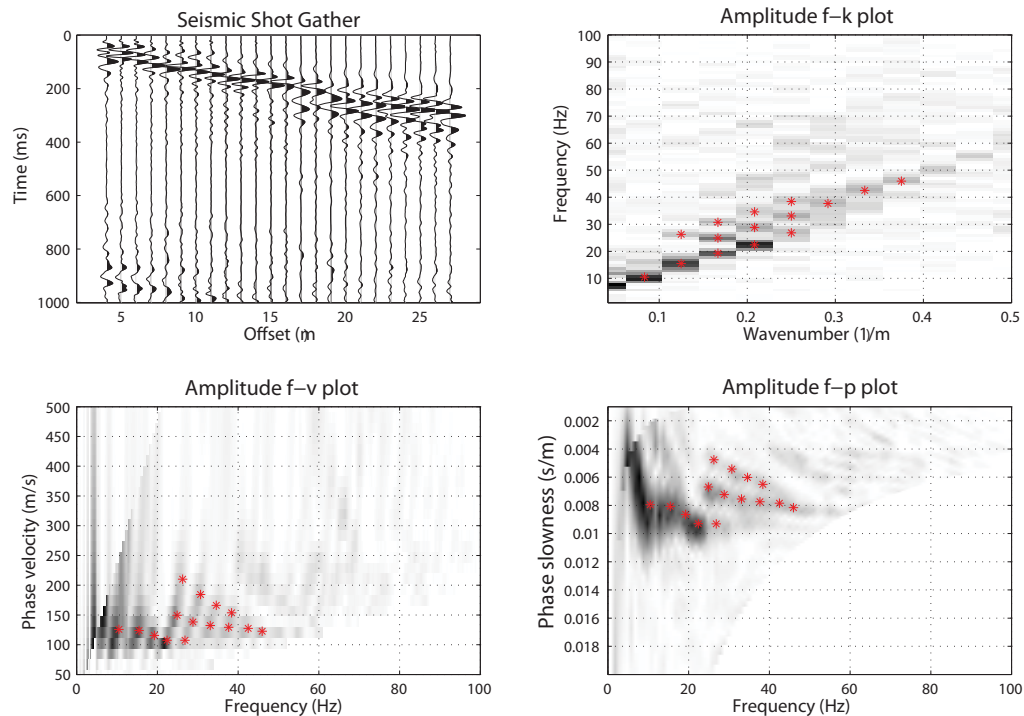 Seismic Shot Gather
0
200
400
600
800
1000
Time (ms)
5 10 15 20 25
Offset (m)
Amplitude f−k plot
100
90
80
70
60
50
40
30
20
10
Frequency (Hz)
0.1 0.2 0.3 0.4 0.5
Wavenumber (1)/m
Amplitude f−v plot
500
450
400
350
300
250
200
150
100
50
Phase velocity (m/s)
0 20 40 60 80 100
Frequency (Hz)
Amplitude f−p plot
0.002
0.004
0.006
0.008
0.01
0.012
0.014
0.016
0.018
Phase slowness (s/m)
0 20 40 60 80 100
Frequency (Hz)